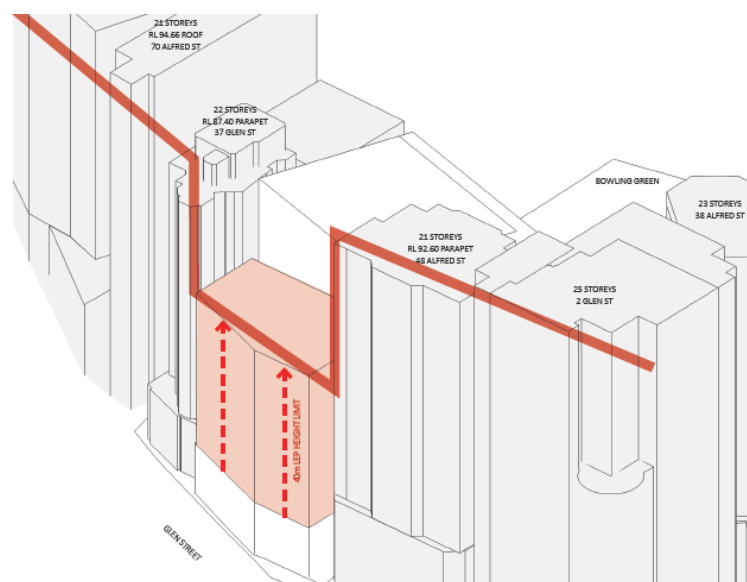 21 STOREYS
RL 94.66 ROOF
70 ALFRED ST
22 STOREYS
RL 87.40 PARAPET
37 GLEN ST
BOWLING GREEN
23 STOREYS
38 ALFRED ST
21 STOREYS
RL 92.60 PARAPET
48 ALFRED ST
25 STOREYS
2 GLEN ST
40m LEP HEIGHT LIMIT
GLEN STREET